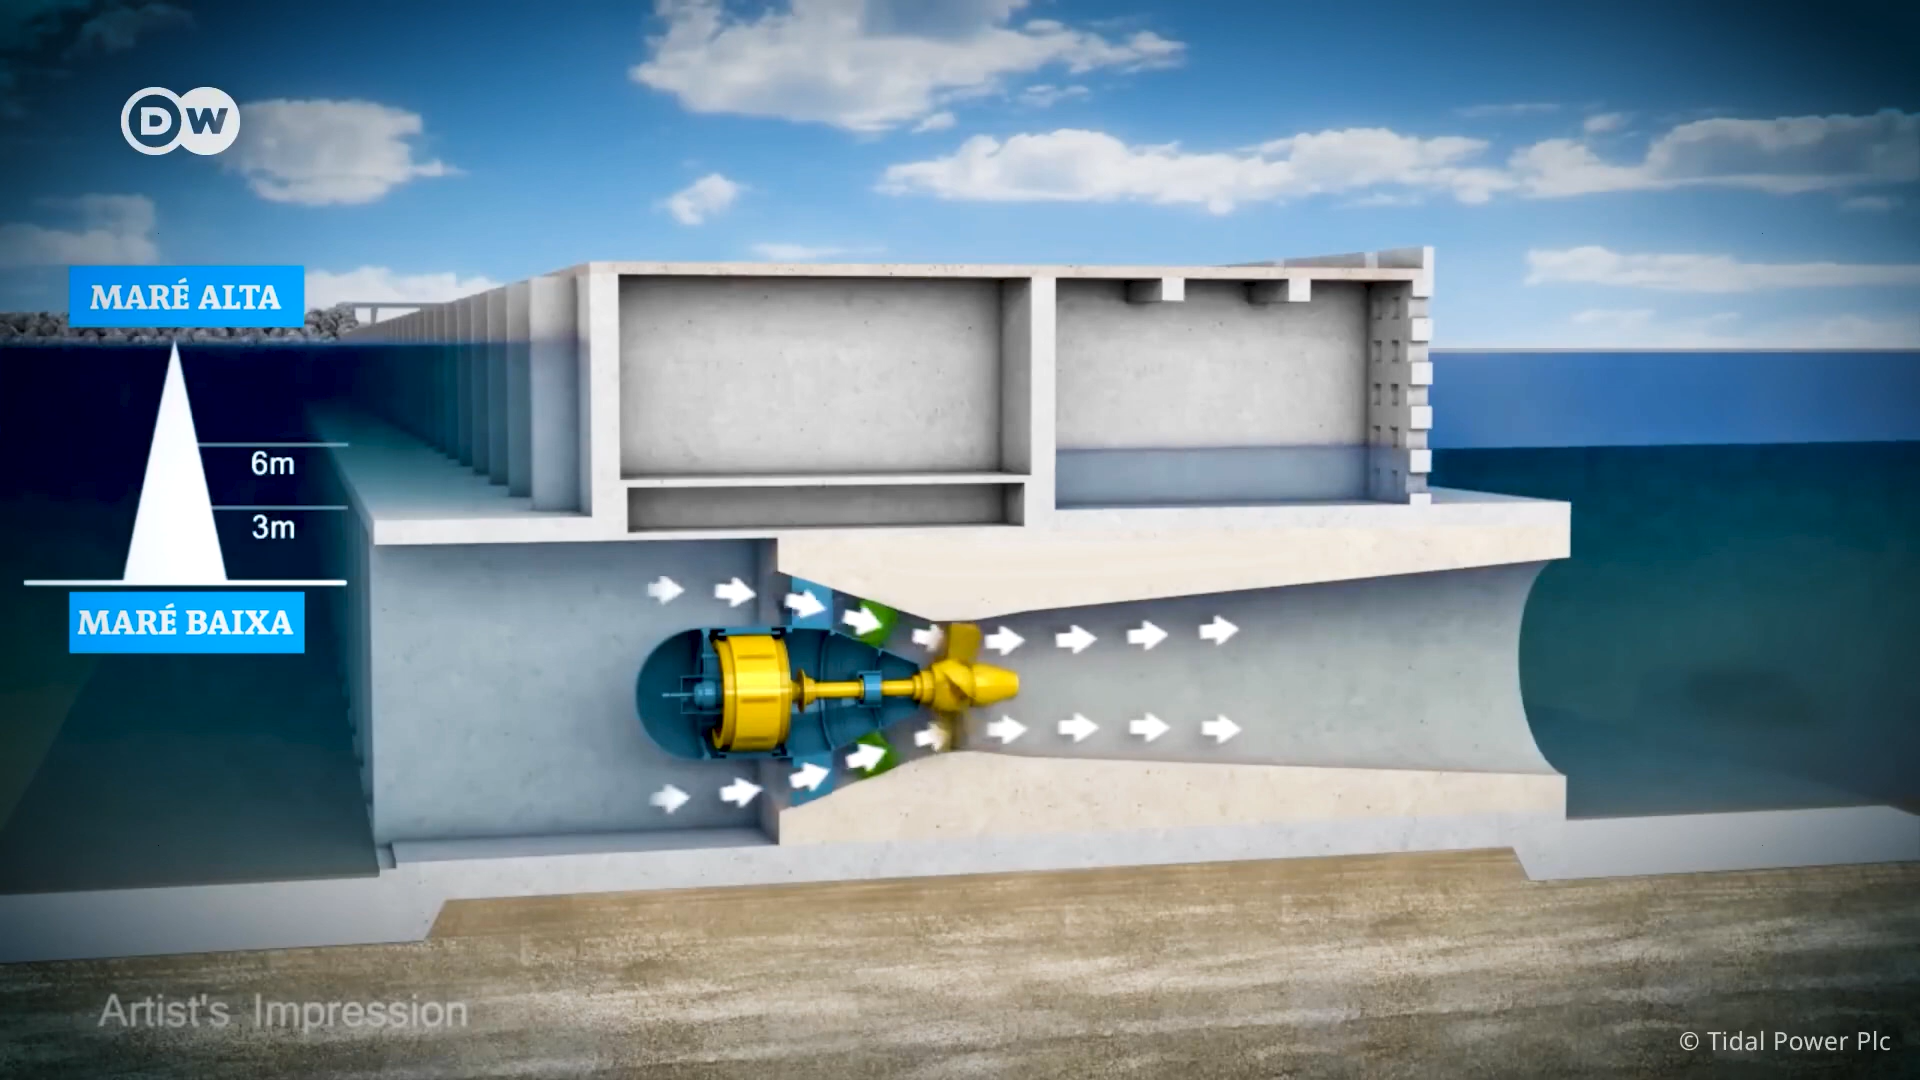 DW
MARÉ ALTA
6m
3m
MARÉ BAIXA
Artist's Impression
© Tidal Power Plc